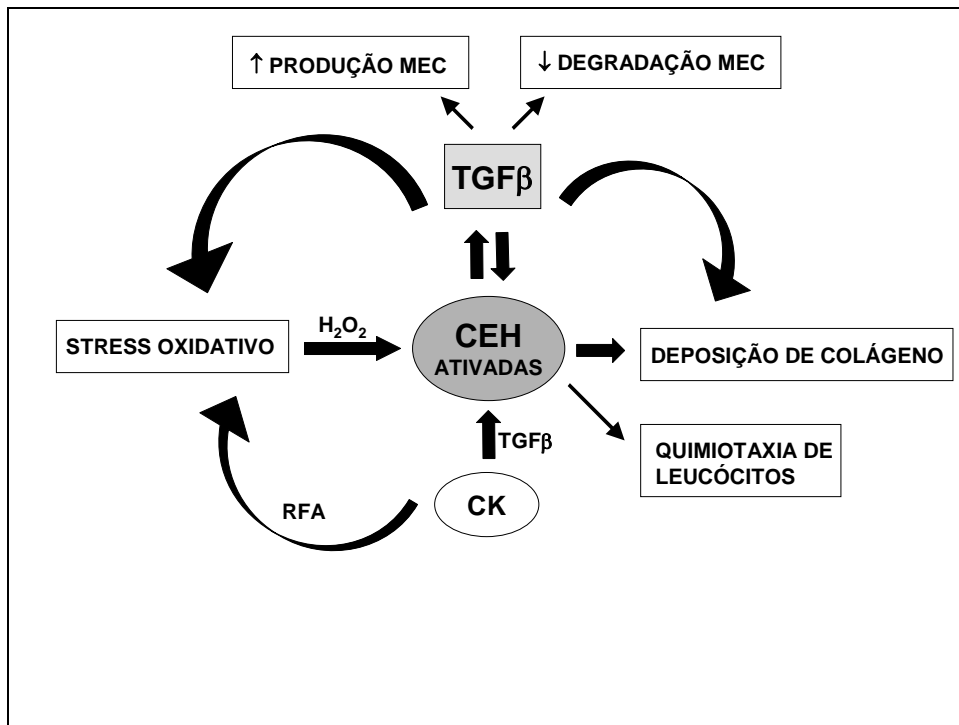 ↑ PRODUÇÃO MEC
↓ DEGRADAÇÃO MEC
TGFβ
STRESS OXIDATIVO
H₂O₂
CEH
ATIVADAS
DEPOSIÇÃO DE COLÁGENO
TGFβ
QUIMIOTAXIA DE
LEUCÓCITOS
CK
RFA